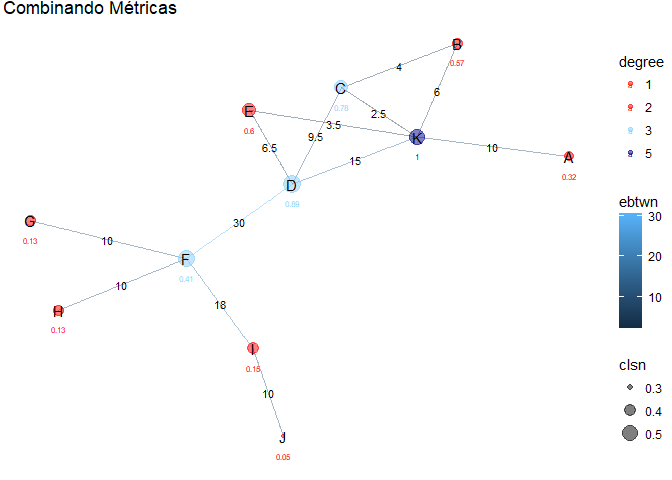 Combinando Métricas
B
0.57
4
C
0.78
6
E
0.6
2.5
3.5
9.5
K
1
6.5
10
A
0.32
15
D
0.89
G
0.13
30
10
F
0.41
10
H
0.13
18
I
0.15
10
J
0.05
degree
1
2
3
5
ebtwn
30
20
10
clsn
0.3
0.4
0.5